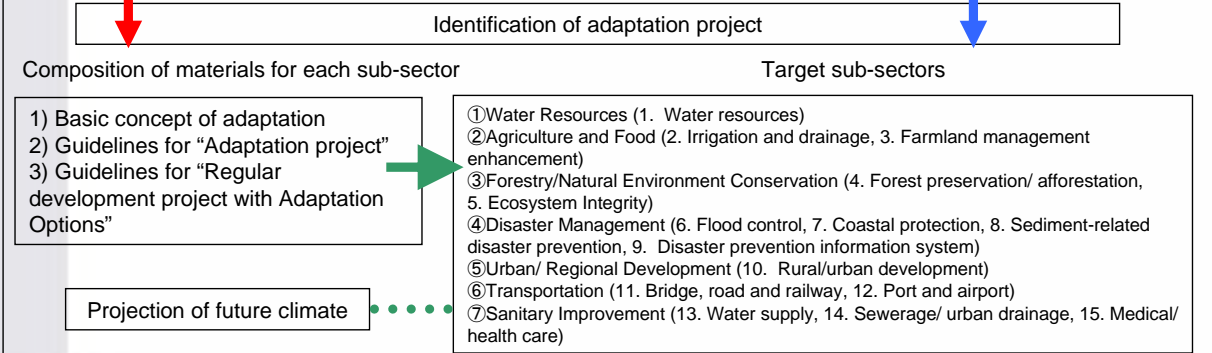 Identification of adaptation project
Composition of materials for each sub-sector
Target sub-sectors
1) Basic concept of adaptation
2) Guidelines for “Adaptation project”
3) Guidelines for “Regular
development project with Adaptation
Options”
Projection of future climate
①Water Resources (1.  Water resources)
②Agriculture and Food (2. Irrigation and drainage, 3. Farmland management
enhancement)
③Forestry/Natural Environment Conservation (4. Forest preservation/ afforestation,
5. Ecosystem Integrity)
④Disaster Management (6. Flood control, 7. Coastal protection, 8. Sediment-related
disaster prevention, 9.  Disaster prevention information system)
⑤Urban/ Regional Development (10.  Rural/urban development)
⑥Transportation (11. Bridge, road and railway, 12. Port and airport)
⑦Sanitary Improvement (13. Water supply, 14. Sewerage/ urban drainage, 15. Medical/
health care)